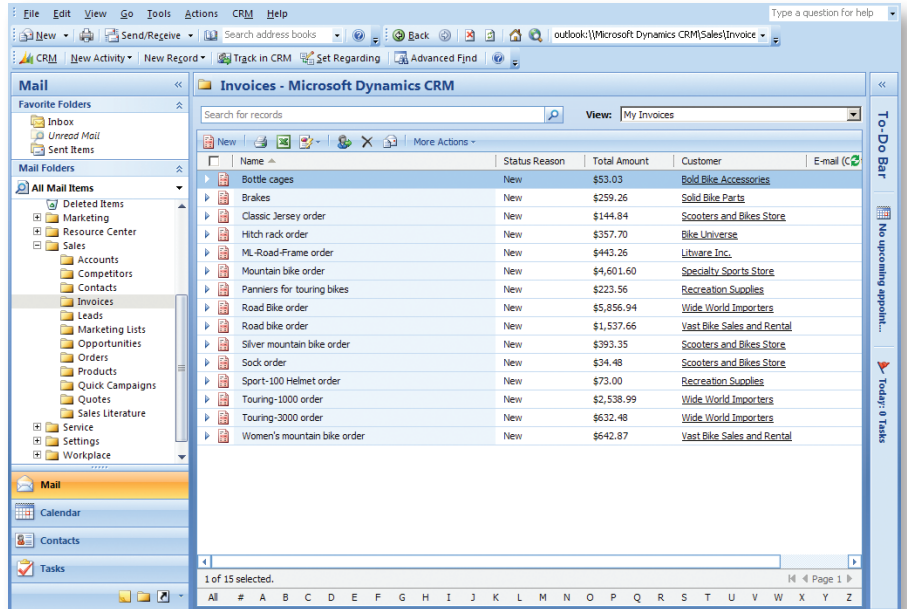 File Edit View Go Tools Actions CRM Help Type a question for help
New Send/Receive Search address books Back outlook:\\Microsoft Dynamics CRM\Sales\Invoice
CRM New Activity New Record Track in CRM Set Regarding Advanced Find
Mail «
Favorite Folders
Inbox
Unread Mail
Sent Items
Mail Folders
All Mail Items
Deleted Items
Marketing
Resource Center
Sales
Accounts
Competitors
Contacts
Invoices
Leads
Marketing Lists
Opportunities
Orders
Products
Quick Campaigns
Quotes
Sales Literature
Service
Settings
Workplace
Mail
Calendar
Contacts
Tasks
Invoices - Microsoft Dynamics CRM
Search for records View: My Invoices
New More Actions
Name Status Reason Total Amount Customer E-mail (C
Bottle cages New $53.03 Bold Bike Accessories
Brakes New $259.26 Solid Bike Parts
Classic Jersey order New $144.84 Scooters and Bikes Store
Hitch rack order New $357.70 Bike Universe
ML-Road-Frame order New $443.26 Litware Inc.
Mountain bike order New $4,601.60 Specialty Sports Store
Panniers for touring bikes New $223.56 Recreation Supplies
Road Bike order New $5,856.94 Wide World Importers
Road bike order New $1,537.66 Vast Bike Sales and Rental
Silver mountain bike order New $393.35 Scooters and Bikes Store
Sock order New $34.48 Scooters and Bikes Store
Sport-100 Helmet order New $73.00 Recreation Supplies
Touring-1000 order New $2,538.99 Wide World Importers
Touring-3000 order New $632.48 Wide World Importers
Women's mountain bike order New $642.87 Vast Bike Sales and Rental
1 of 15 selected. Page 1
All # A B C D E F G H I J K L M N O P Q R S T U V W X Y Z
«
To-Do Bar
No upcoming appoint...
Today: 0 Tasks